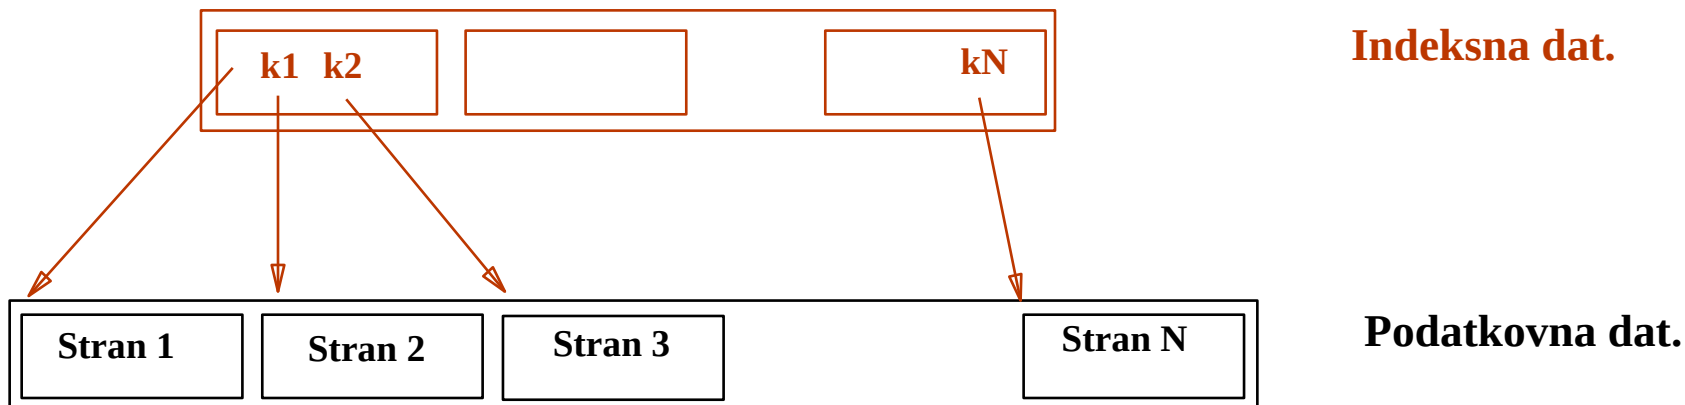 k1 k2 kN Indeksna dat.
Stran 1 Stran 2 Stran 3 Stran N Podatkovna dat.